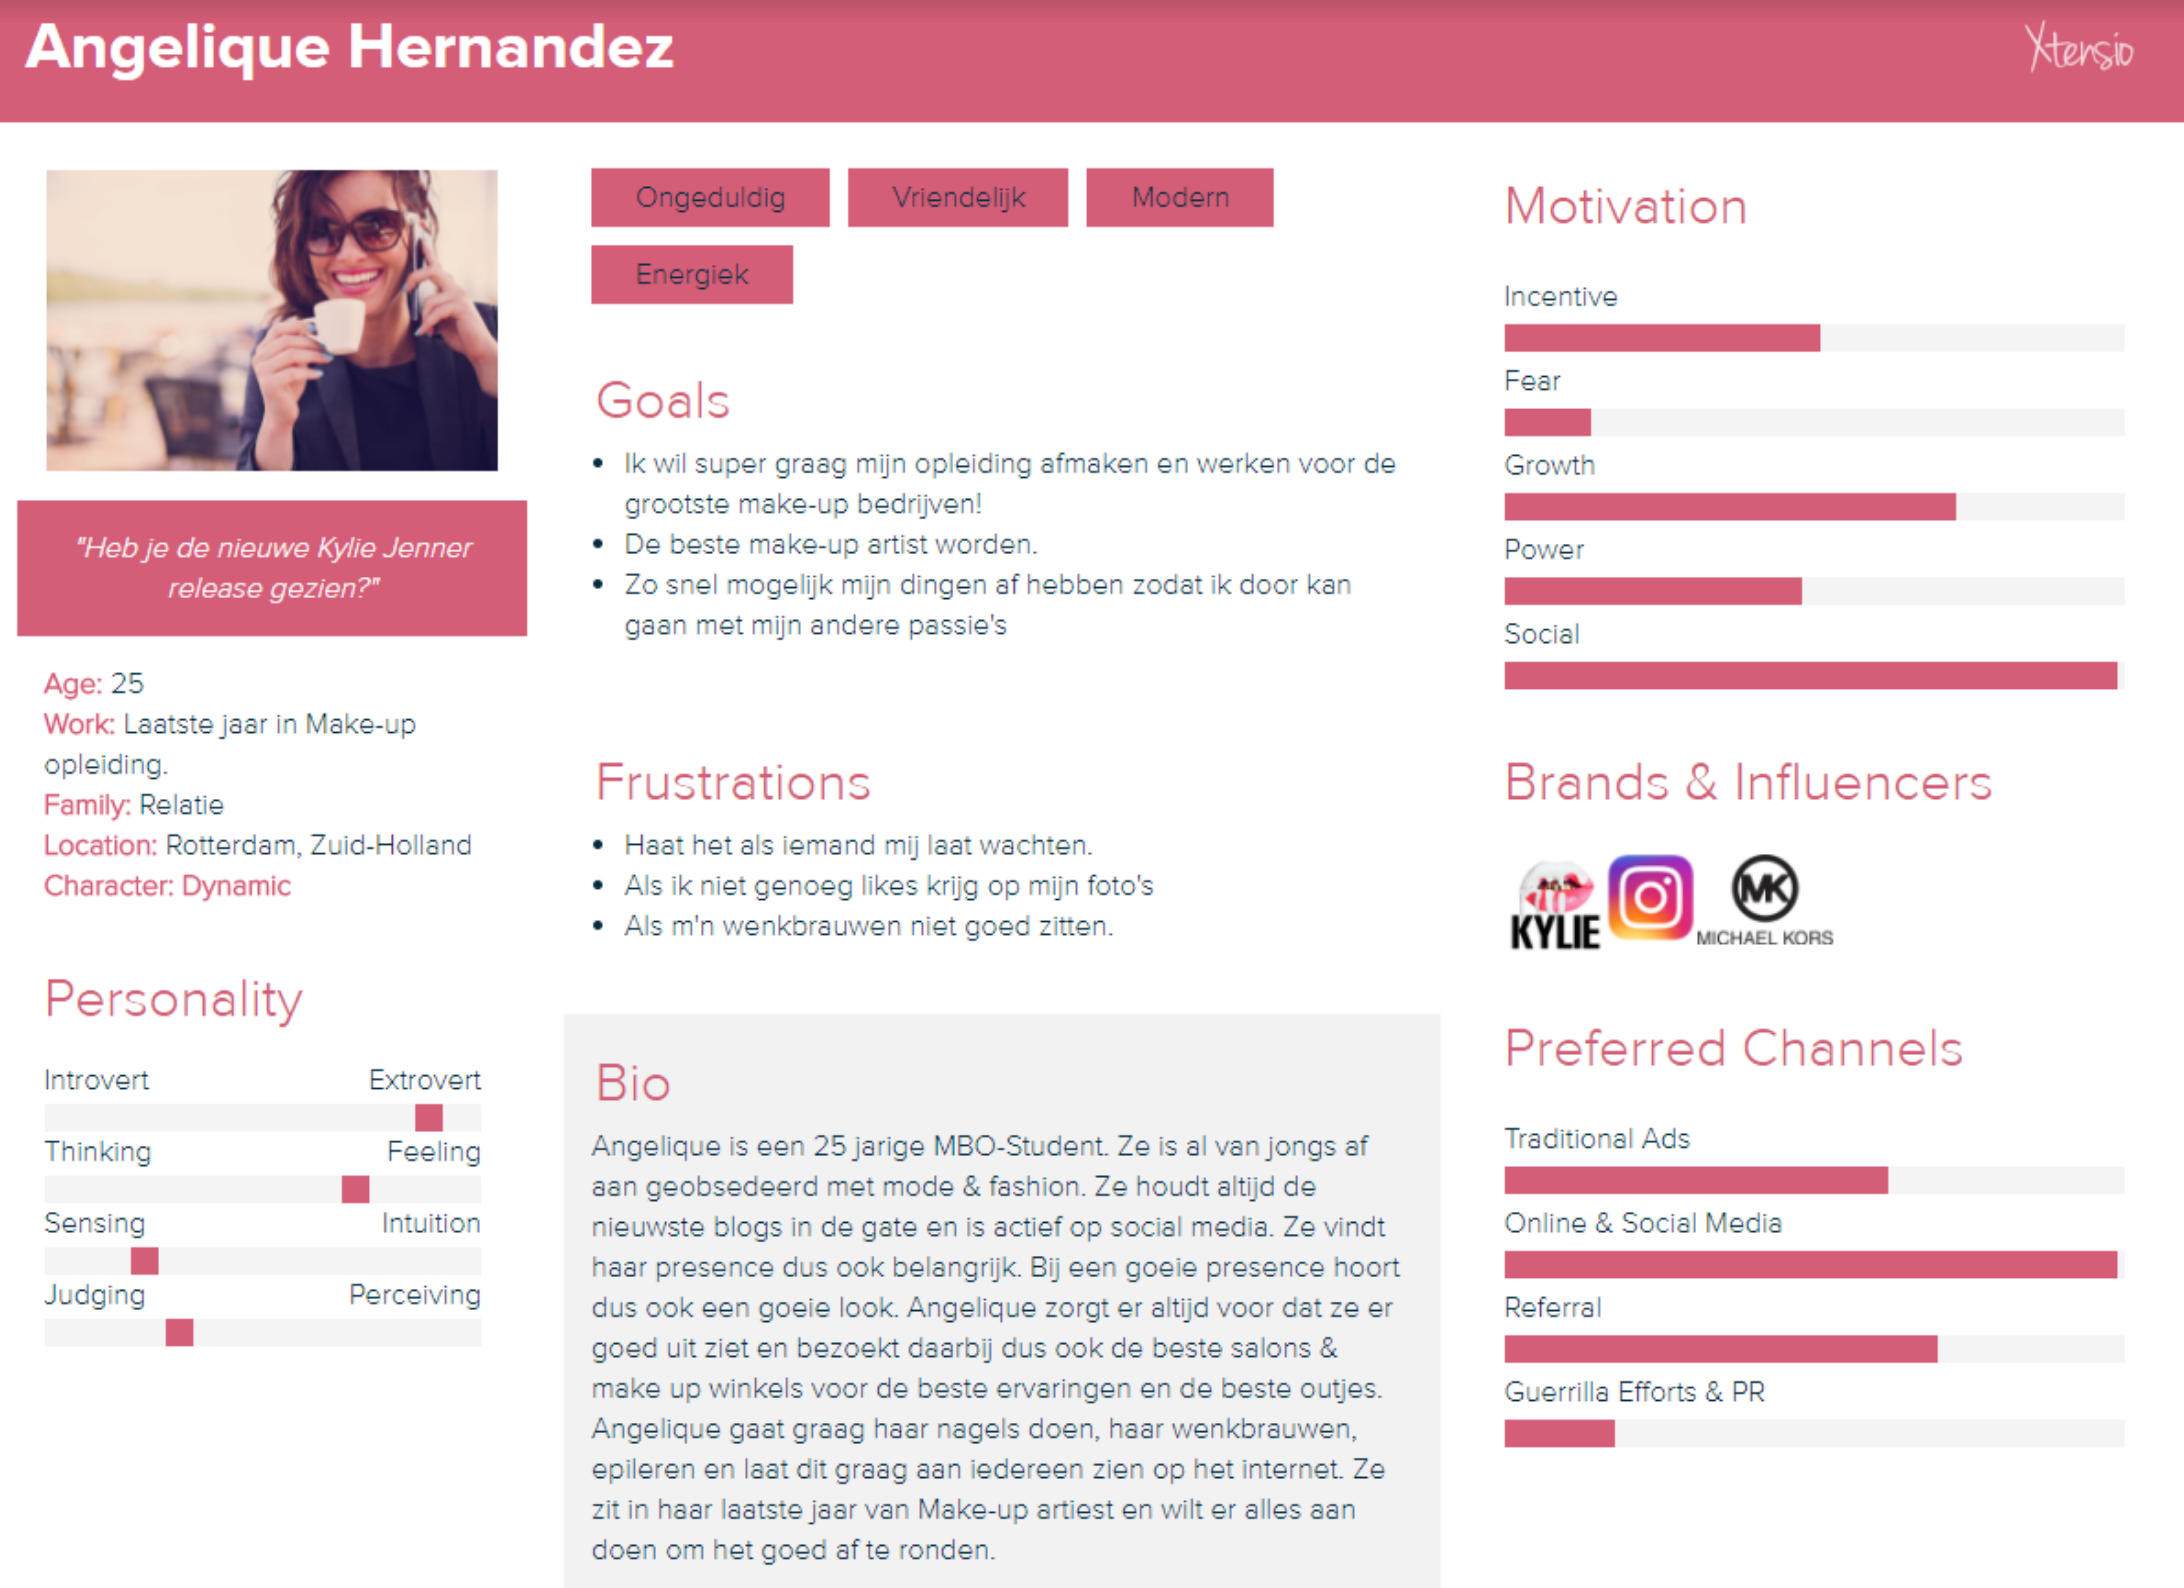 Angelique Hernandez
Xtensio
"Heb je de nieuwe Kylie Jenner
release gezien?"
Age: 25
Work: Laatste jaar in Make-up
opleiding.
Family: Relatie
Location: Rotterdam, Zuid-Holland
Character: Dynamic
Personality
Introvert Extrovert
Thinking Feeling
Sensing Intuition
Judging Perceiving
Ongeduldig Vriendelijk Modern
Energiek
Goals
• Ik wil super graag mijn opleiding afmaken en werken voor de
grootste make-up bedrijven!
• De beste make-up artist worden.
• Zo snel mogelijk mijn dingen af hebben zodat ik door kan
gaan met mijn andere passie's
Frustrations
• Haat het als iemand mij laat wachten.
• Als ik niet genoeg likes krijg op mijn foto's
• Als m'n wenkbrauwen niet goed zitten.
Bio
Angelique is een 25 jarige MBO-Student. Ze is al van jongs af
aan geobsedeerd met mode & fashion. Ze houdt altijd de
nieuwste blogs in de gate en is actief op social media. Ze vindt
haar presence dus ook belangrijk. Bij een goeie presence hoort
dus ook een goeie look. Angelique zorgt er altijd voor dat ze er
goed uit ziet en bezoekt daarbij dus ook de beste salons &
make up winkels voor de beste ervaringen en de beste outjes.
Angelique gaat graag haar nagels doen, haar wenkbrauwen,
epileren en laat dit graag aan iedereen zien op het internet. Ze
zit in haar laatste jaar van Make-up artiest en wilt er alles aan
doen om het goed af te ronden.
Motivation
Incentive
Fear
Growth
Power
Social
Brands & Influencers
KYLIE
MK
MICHAEL KORS
Preferred Channels
Traditional Ads
Online & Social Media
Referral
Guerrilla Efforts & PR